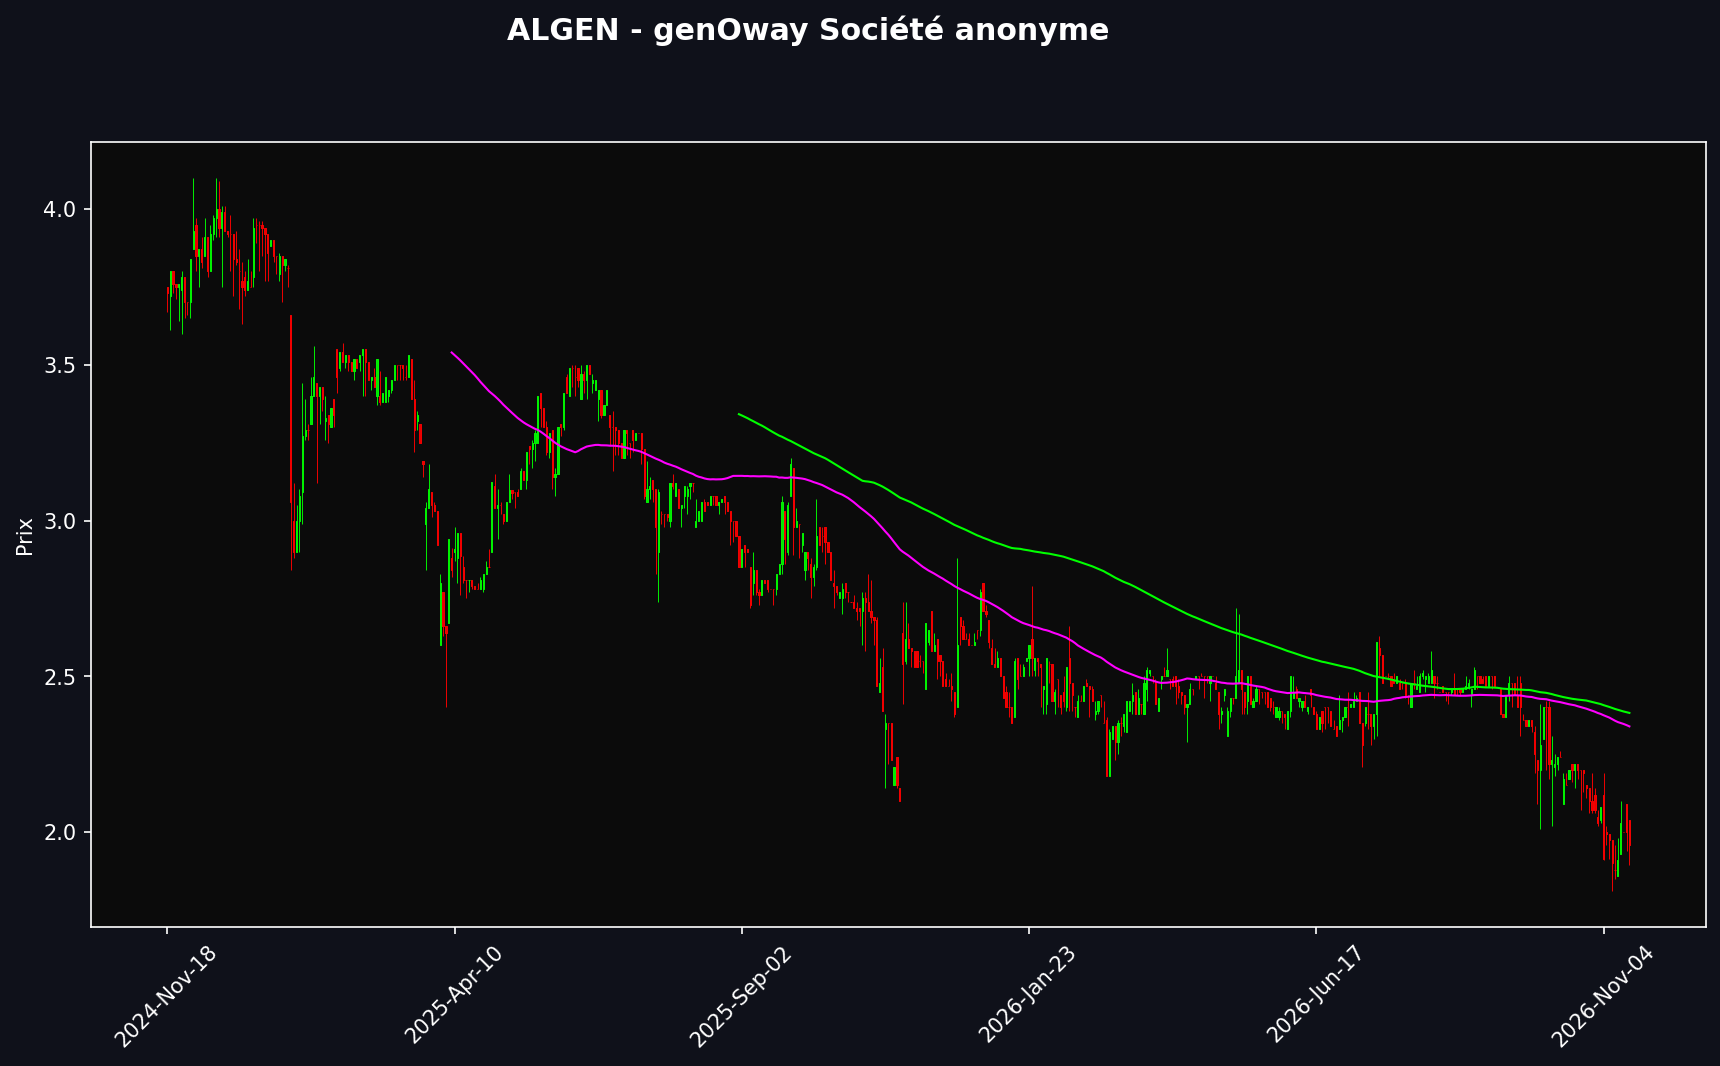 ALGEN - genOway Société anonyme
Prix
4.0
3.5
3.0
2.5
2.0
2024-Nov-18
2025-Apr-10
2025-Sep-02
2026-Jan-23
2026-Jun-17
2026-Nov-04